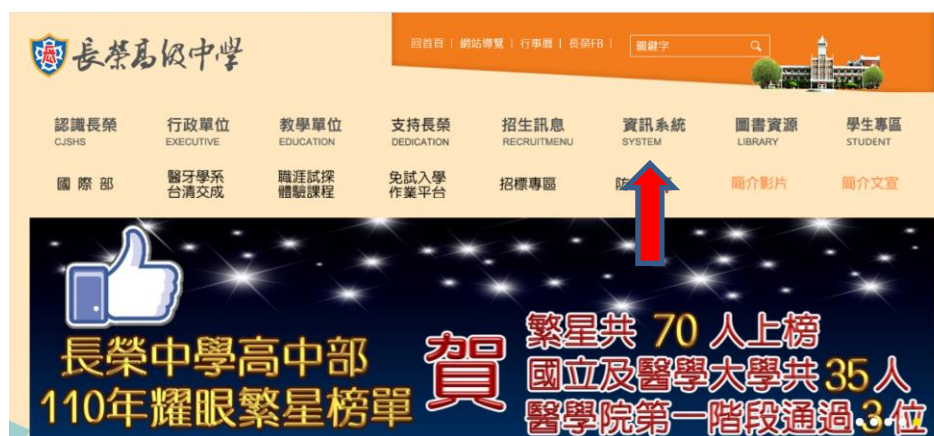 長榮高級中學
回首頁 | 網站導覽 | 行事曆 | 長榮FB |
關鍵字
認識長榮 行政單位 教學單位 支持長榮 招生訊息 資訊系統 圖書資源 學生專區
CJSHS EXECUTIVE EDUCATION DEDICATION RECRUITMENU SYSTEM LIBRARY STUDENT
國際部 醫牙學系 職涯試探 免試入學 招標專區 防 簡介影片 簡介文宣
台清交成 體驗課程 作業平台
長榮中學高中部
110年耀眼繁星榜單
賀
繁星共 70 人上榜
國立及醫學大學共35人
醫學院第一階段通過3位